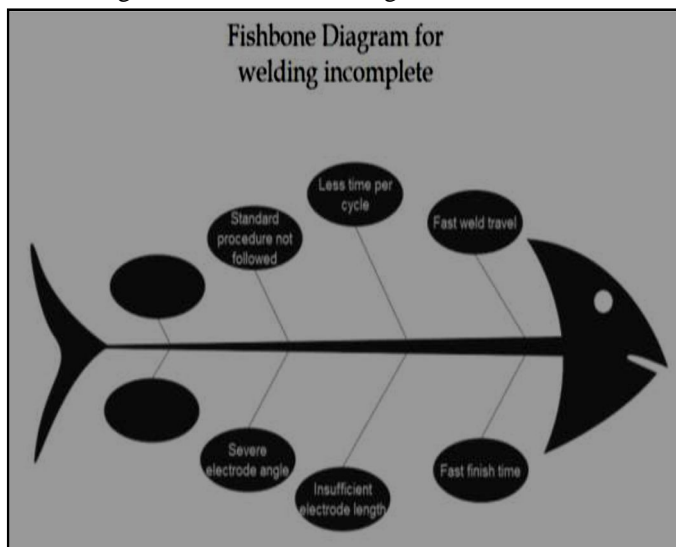 Fishbone Diagram for
welding incomplete
Less time per
cycle
Standard
procedure not
followed
Fast weld travel
Severe
electrode angle
Insufficient
electrode length
Fast finish time